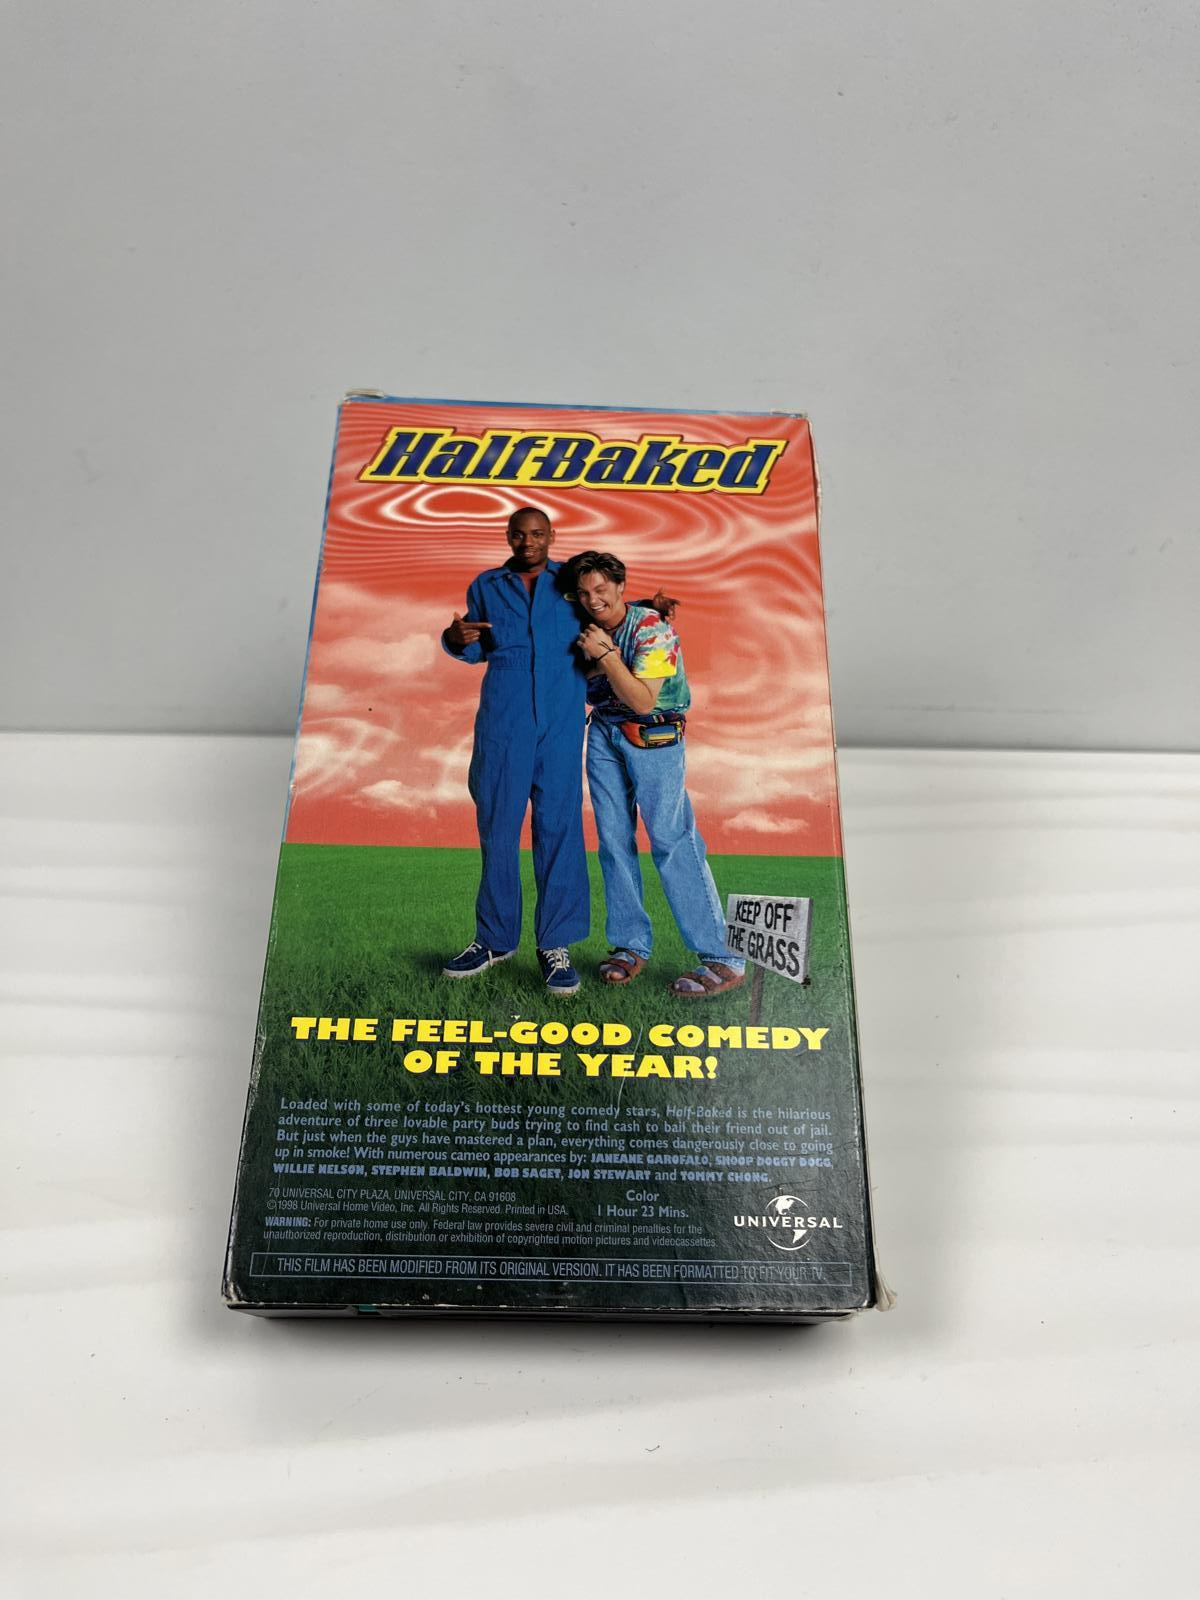 Half-Baked
KEEP OFF
THE GRASS
THE FEEL-GOOD COMEDY
OF THE YEAR!
Loaded with some of today's hottest young comedy stars, Half-Baked is the hilarious
adventure of three lovable party buds trying to find cash to bail their friend out of jail.
But just when the guys have mastered a plan, everything comes dangerously close to going
up in smoke! With numerous cameo appearances by: JANEANE GAROFALO, SNOOP DOGGY DOGG,
WILLIE NELSON, STEPHEN BALDWIN, BOB SAGET, JON STEWART and TOMMY CHONG.
70 UNIVERSAL CITY PLAZA, UNIVERSAL CITY, CA 91608
©1998 Universal Home Video, Inc. All Rights Reserved. Printed in USA.
Color
1 Hour 23 Mins.
WARNING: For private home use only. Federal law provides severe civil and criminal penalties for the
unauthorized reproduction, distribution or exhibition of copyrighted motion pictures and videocassettes.
UNIVERSAL
THIS FILM HAS BEEN MODIFIED FROM ITS ORIGINAL VERSION. IT HAS BEEN FORMATTED TO FIT YOUR TV.